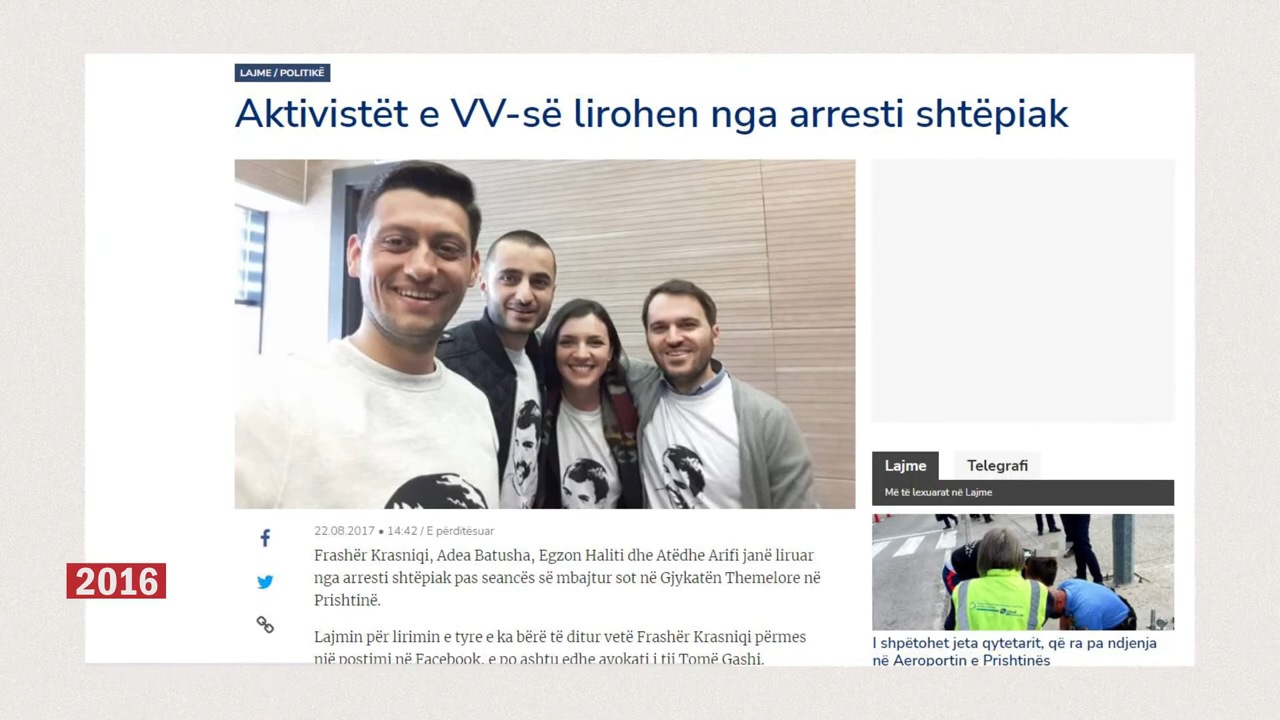 LAJME / POLITIKË
Aktivistët e VV-së lirohen nga arresti shtëpiak
22.08.2017 • 14:42 / E përditësuar
Frashër Krasniqi, Adea Batusha, Egzon Haliti dhe Atëdhe Arifi janë liruar
nga arresti shtëpiak pas seancës së mbajtur sot në Gjykatën Themelore në
Prishtinë.
Lajmin për lirimin e tyre e ka bërë të ditur vetë Frashër Krasniqi përmes
një postimi në Facebook, e po ashtu edhe avokati i tij Tomë Gashi.
Lajme
Telegrafi
Më të lexuarat në Lajme
I shpëtohet jeta qytetarit, që ra pa ndjenja
në Aeroportin e Prishtinës
2016